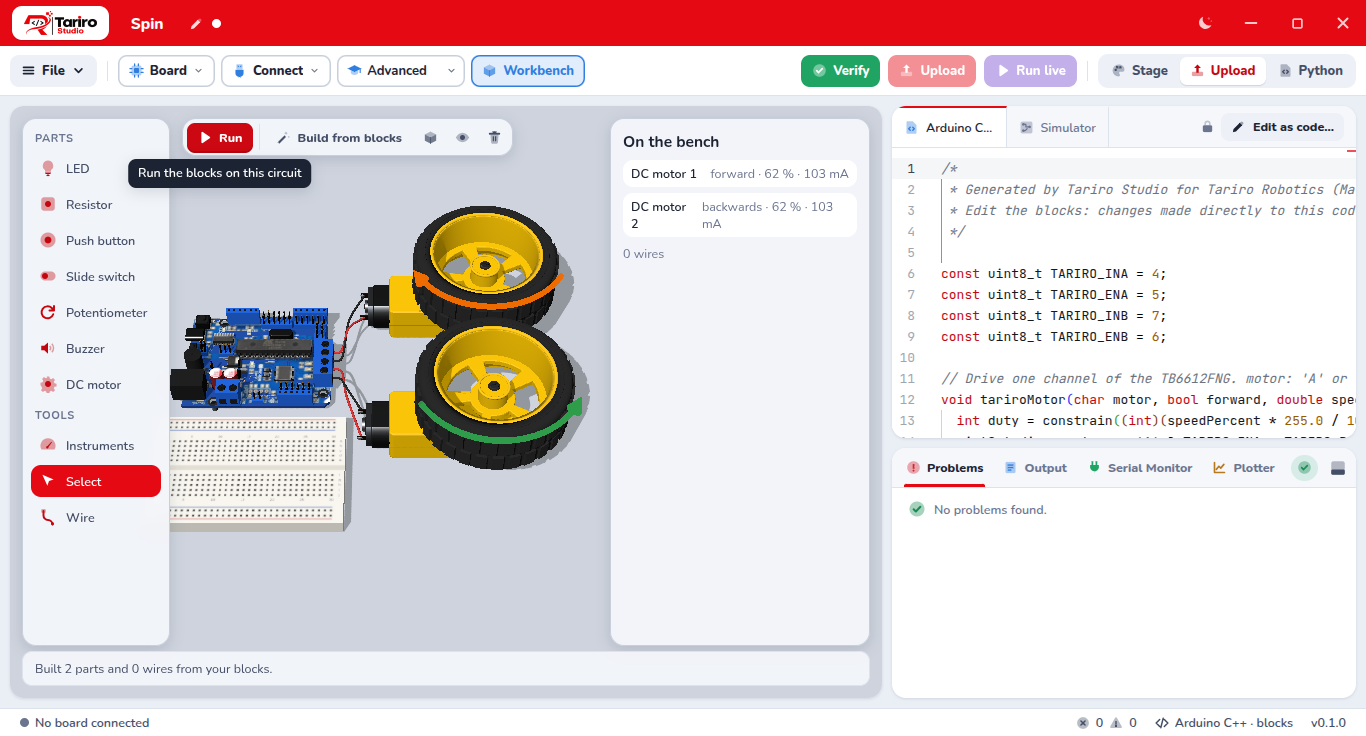 Tariro
Studio
Spin
File
Board
Connect
Advanced
Workbench
Verify
Upload
Run live
Stage
Upload
Python
PARTS
LED
Resistor
Push button
Slide switch
Potentiometer
Buzzer
DC motor
TOOLS
Instruments
Select
Wire
Run
Build from blocks
Run the blocks on this circuit
On the bench
DC motor 1 forward · 62 % · 103 mA
DC motor 2 backwards · 62 % · 103 mA
0 wires
Built 2 parts and 0 wires from your blocks.
Arduino C...
Simulator
Edit as code...
1 /*
2 * Generated by Tariro Studio for Tariro Robotics (Ma
3 * Edit the blocks: changes made directly to this cod
4 */
5
6 const uint8_t TARIRO_INA = 4;
7 const uint8_t TARIRO_ENA = 5;
8 const uint8_t TARIRO_INB = 7;
9 const uint8_t TARIRO_ENB = 6;
10
11 // Drive one channel of the TB6612FNG. motor: 'A' or
12 void tariroMotor(char motor, bool forward, double spee
13 int duty = constrain((int)(speedPercent * 255.0 / 1
Problems
Output
Serial Monitor
Plotter
No problems found.
No board connected
0
0
Arduino C++ · blocks
v0.1.0